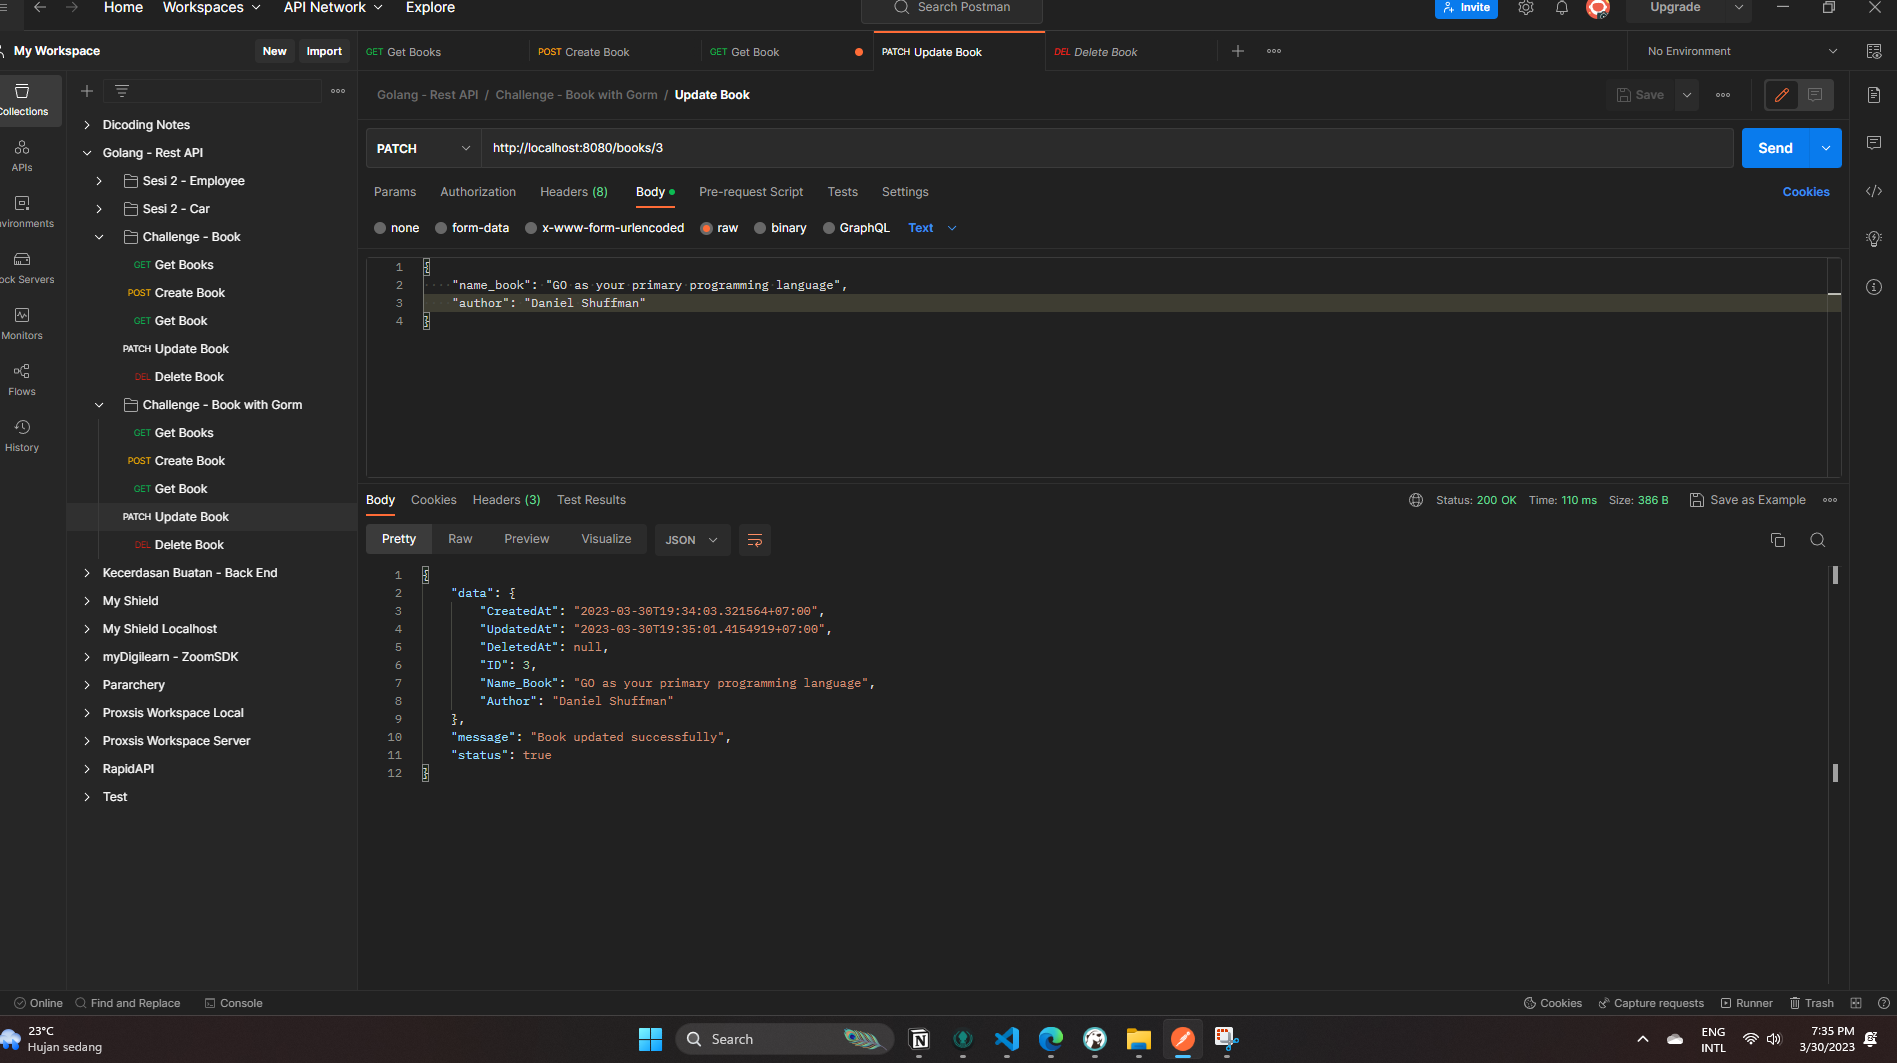 Home Workspaces API Network Explore
Search Postman
Invite
Upgrade
My Workspace
New
Import
GET Get Books
POST Create Book
GET Get Book
PATCH Update Book
DEL Delete Book
No Environment
Golang - Rest API / Challenge - Book with Gorm / Update Book
Save
PATCH
http://localhost:8080/books/3
Send
Params Authorization Headers (8) Body Pre-request Script Tests Settings
Cookies
none form-data x-www-form-urlencoded raw binary GraphQL Text
1 {
2 "name_book": "GO as your primary programming language",
3 "author": "Daniel Shuffman"
4 }
Collections
APIs
nvironments
ock Servers
Monitors
Flows
History
Dicoding Notes
Golang - Rest API
Sesi 2 - Employee
Sesi 2 - Car
Challenge - Book
GET Get Books
POST Create Book
GET Get Book
PATCH Update Book
DEL Delete Book
Challenge - Book with Gorm
GET Get Books
POST Create Book
GET Get Book
PATCH Update Book
DEL Delete Book
Kecerdasan Buatan - Back End
My Shield
My Shield Localhost
myDigilearn - ZoomSDK
Pararchery
Proxsis Workspace Local
Proxsis Workspace Server
RapidAPI
Test
Body Cookies Headers (3) Test Results
Status: 200 OK Time: 110 ms Size: 386 B
Save as Example
Pretty Raw Preview Visualize JSON
1 {
2 "data": {
3 "CreatedAt": "2023-03-30T19:34:03.321564+07:00",
4 "UpdatedAt": "2023-03-30T19:35:01.4154919+07:00",
5 "DeletedAt": null,
6 "ID": 3,
7 "Name_Book": "GO as your primary programming language",
8 "Author": "Daniel Shuffman"
9 },
10 "message": "Book updated successfully",
11 "status": true
12 }
Online Find and Replace Console
Cookies Capture requests Runner Trash
23°C
Hujan sedang
Search
ENG
INTL
7:35 PM
3/30/2023